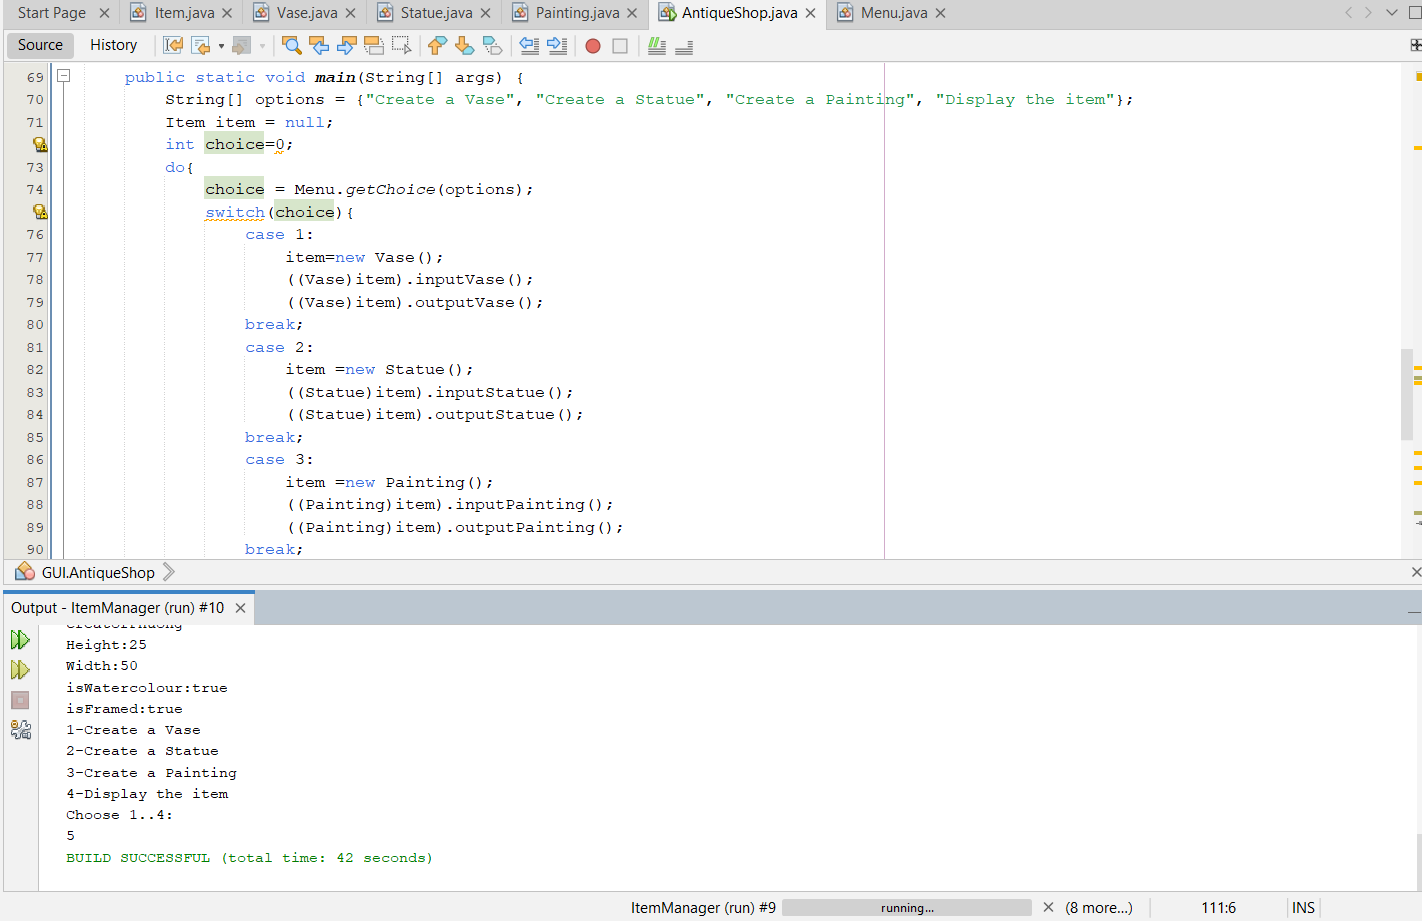 Start Page Item.java Vase.java Statue.java Painting.java AntiqueShop.java Menu.java
Source History
69 public static void main(String[] args) {
70 String[] options = {"Create a Vase", "Create a Statue", "Create a Painting", "Display the item"};
71 Item item = null;
int choice=0;
73 do{
74 choice = Menu.getChoice(options);
switch(choice){
76 case 1:
77 item=new Vase();
78 ((Vase)item).inputVase();
79 ((Vase)item).outputVase();
80 break;
81 case 2:
82 item =new Statue();
83 ((Statue)item).inputStatue();
84 ((Statue)item).outputStatue();
85 break;
86 case 3:
87 item =new Painting();
88 ((Painting)item).inputPainting();
89 ((Painting)item).outputPainting();
90 break;
GUI.AntiqueShop
Output - ItemManager (run) #10
Height:25
Width:50
isWatercolour:true
isFramed:true
1-Create a Vase
2-Create a Statue
3-Create a Painting
4-Display the item
Choose 1..4:
5
BUILD SUCCESSFUL (total time: 42 seconds)
ItemManager (run) #9 running... (8 more...) 111:6 INS